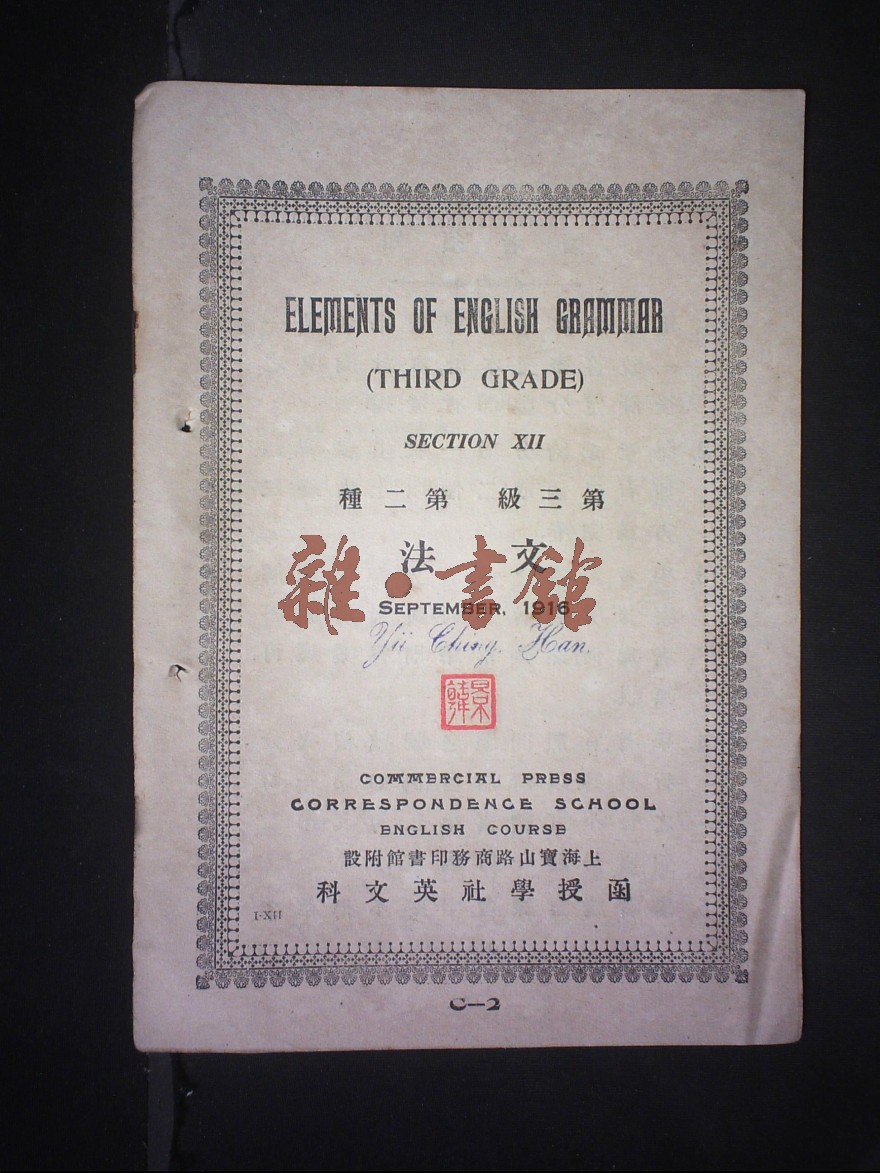 ELEMENTS OF ENGLISH GRAMMAR
(THIRD GRADE)
SECTION XII
第三級 第二種
文法
雜·書館
SEPTEMBER, 1916
Yü Ching Han.
COMMERCIAL PRESS
CORRESPONDENCE SCHOOL
ENGLISH COURSE
上海寶山路商務印書館附設
函授學社英文科
I-XII
C—2